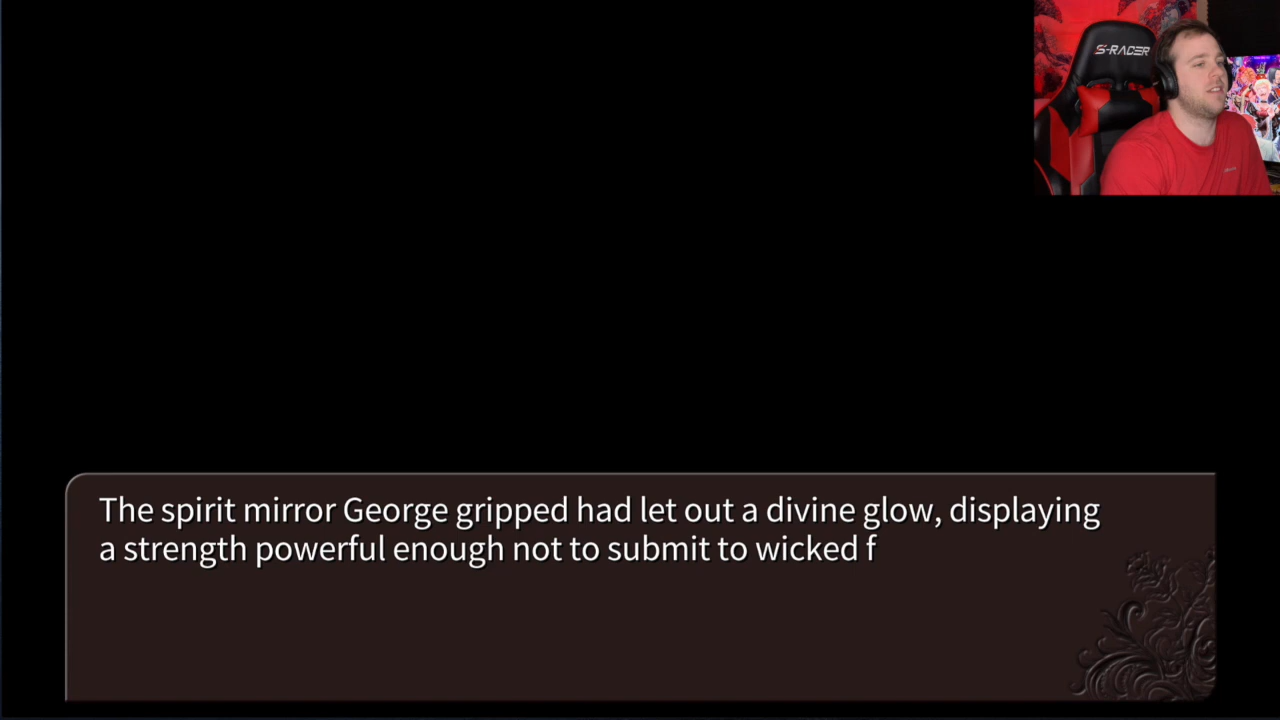 S-RACER
The spirit mirror George gripped had let out a divine glow, displaying
a strength powerful enough not to submit to wicked f